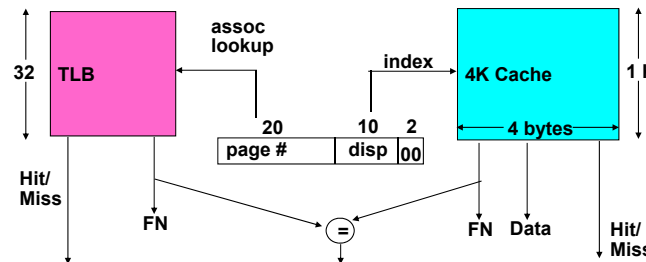 assoc
lookup
32
TLB
index
4K Cache
20
10
2
page #
disp
00
4 bytes
Hit/
Miss
FN
=
FN
Data
Hit/